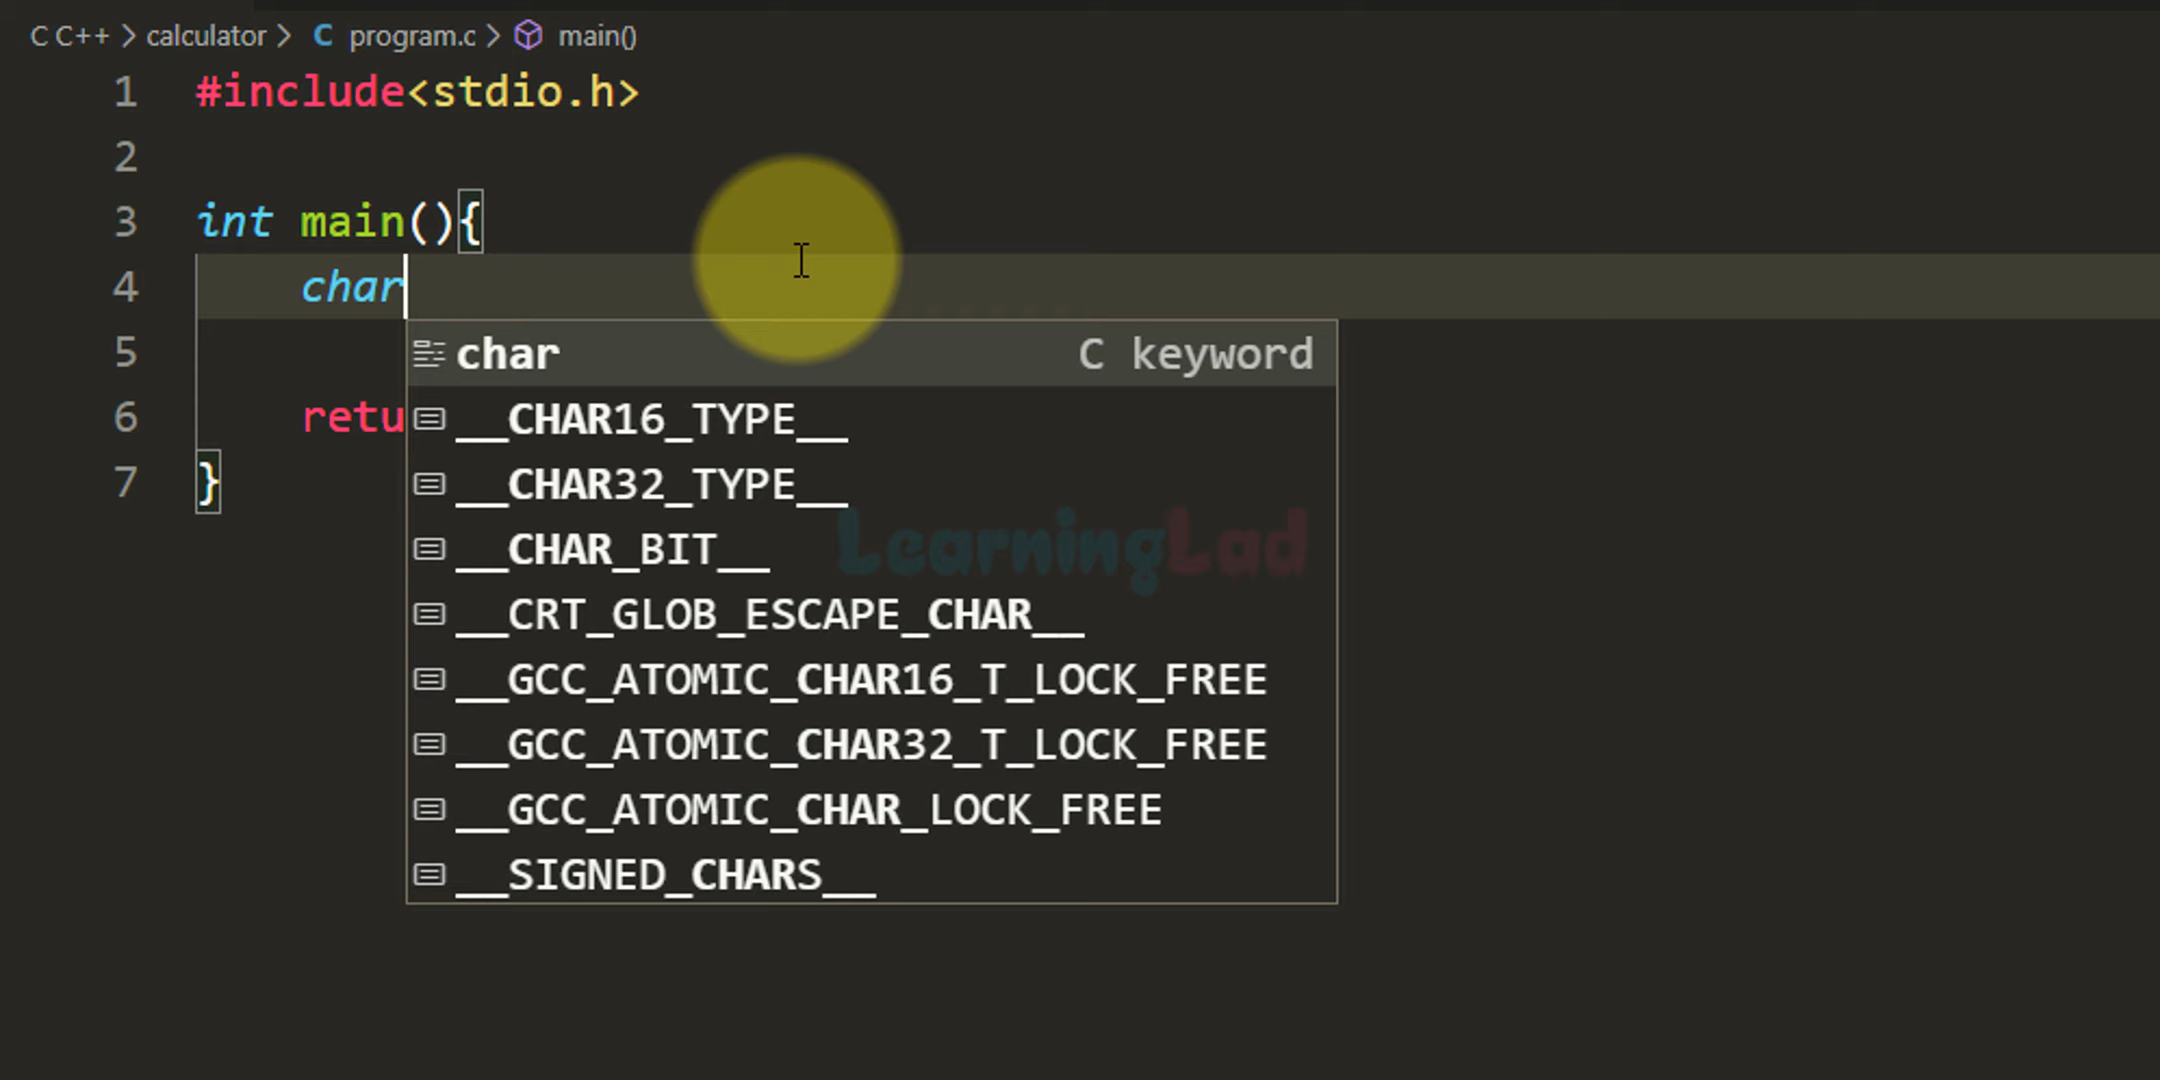 C C++ > calculator > C program.c > main()
1 #include<stdio.h>
2
3 int main(){
4 char
5 char C keyword
6 retu __CHAR16_TYPE__
7 } __CHAR32_TYPE__
__CHAR_BIT__
LearningLad
__CRT_GLOB_ESCAPE_CHAR__
__GCC_ATOMIC_CHAR16_T_LOCK_FREE
__GCC_ATOMIC_CHAR32_T_LOCK_FREE
__GCC_ATOMIC_CHAR_LOCK_FREE
__SIGNED_CHARS__